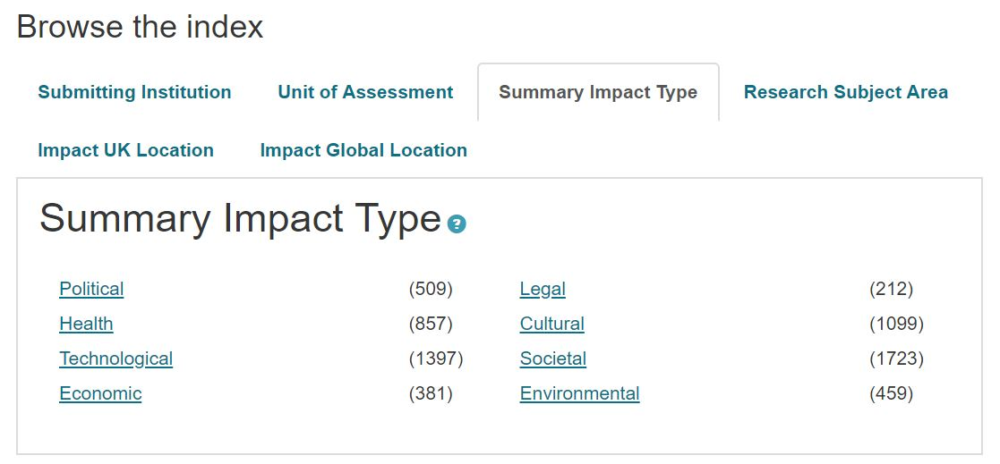 Browse the index
Submitting Institution Unit of Assessment Summary Impact Type Research Subject Area
Impact UK Location Impact Global Location
Summary Impact Type ?
Political (509) Legal (212)
Health (857) Cultural (1099)
Technological (1397) Societal (1723)
Economic (381) Environmental (459)